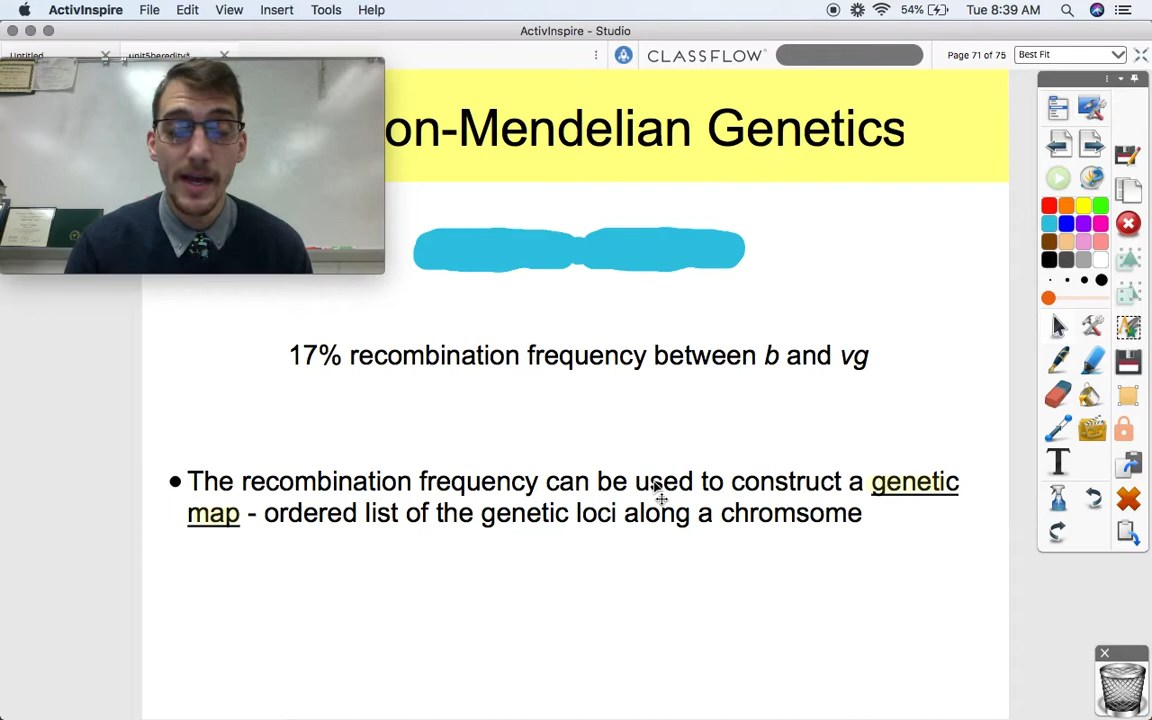 ActivInspire File Edit View Insert Tools Help 54% Tue 8:39 AM
ActivInspire - Studio
Untitled unit5heredity*
CLASSFLOW Page 71 of 75 Best Fit
on-Mendelian Genetics
17% recombination frequency between b and vg
• The recombination frequency can be used to construct a genetic
map - ordered list of the genetic loci along a chromsome
T